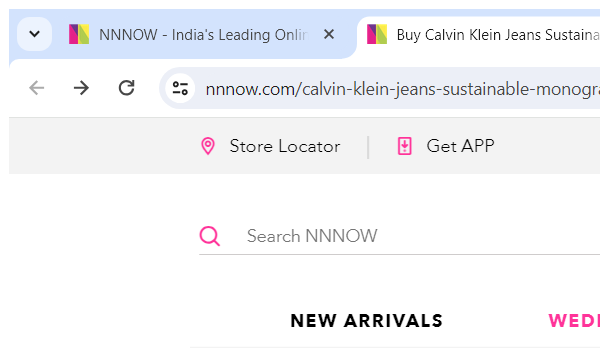 NNNOW - India's Leading Onlin
Buy Calvin Klein Jeans Sustaina
nnnow.com/calvin-klein-jeans-sustainable-monogra
Store Locator
Get APP
Search NNNOW
NEW ARRIVALS
WED